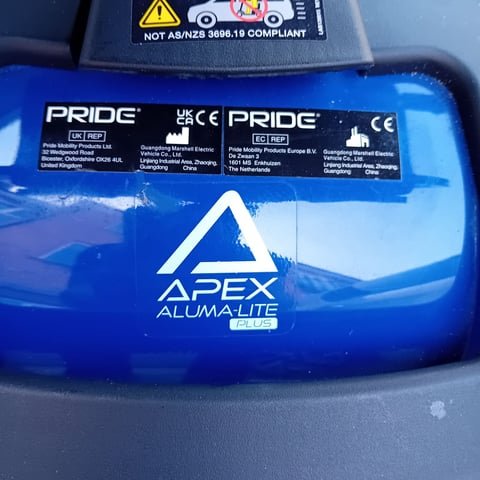 NOT AS/NZS 3696.19 COMPLIANT
PRIDE®
UK CA CE
UK REP
Pride Mobility Products Ltd.
32 Wedgwood Road
Bicester, Oxfordshire OX26 4UL
United Kingdom
Guangdong Marshell Electric
Vehicle Co., Ltd.
Linjiang Industrial Area, Zhaoqing,
Guangdong China
PRIDE®
CE
EC REP
Pride Mobility Products Europe B.V.
De Zwaan 3
1601 MS Enkhuizen
The Netherlands
Guangdong Marshell Electric
Vehicle Co., Ltd.
Linjiang Industrial Area, Zhaoqing,
Guangdong China
APEX
ALUMA-LITE
PLUS